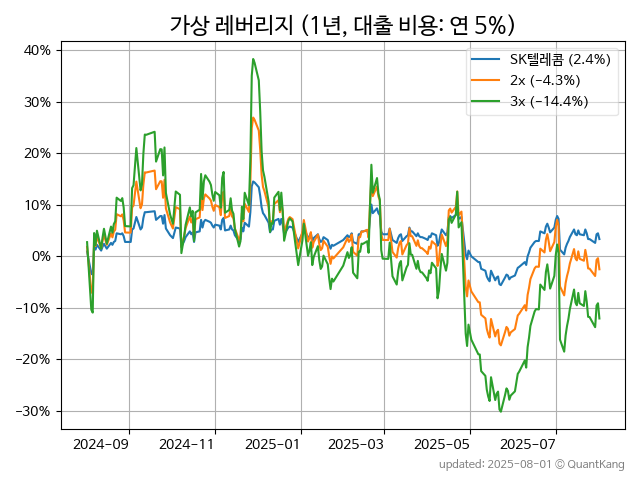 가상 레버리지 (1년, 대출 비용: 연 5%)
SK텔레콤 (2.4%)
2x (−4.3%)
3x (−14.4%)
40%
30%
20%
10%
0%
−10%
−20%
−30%
2024-09
2024-11
2025-01
2025-03
2025-05
2025-07
updated: 2025-08-01 © QuantKang